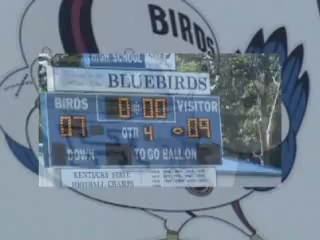 BIRDS
HIGH SCHOOL
BLUEBIRDS
BIRDS 0:00 VISITOR
07 QTR 4 09
DOWN TO GO BALL ON
KENTUCKY STATE
FOOTBALL CHAMPS